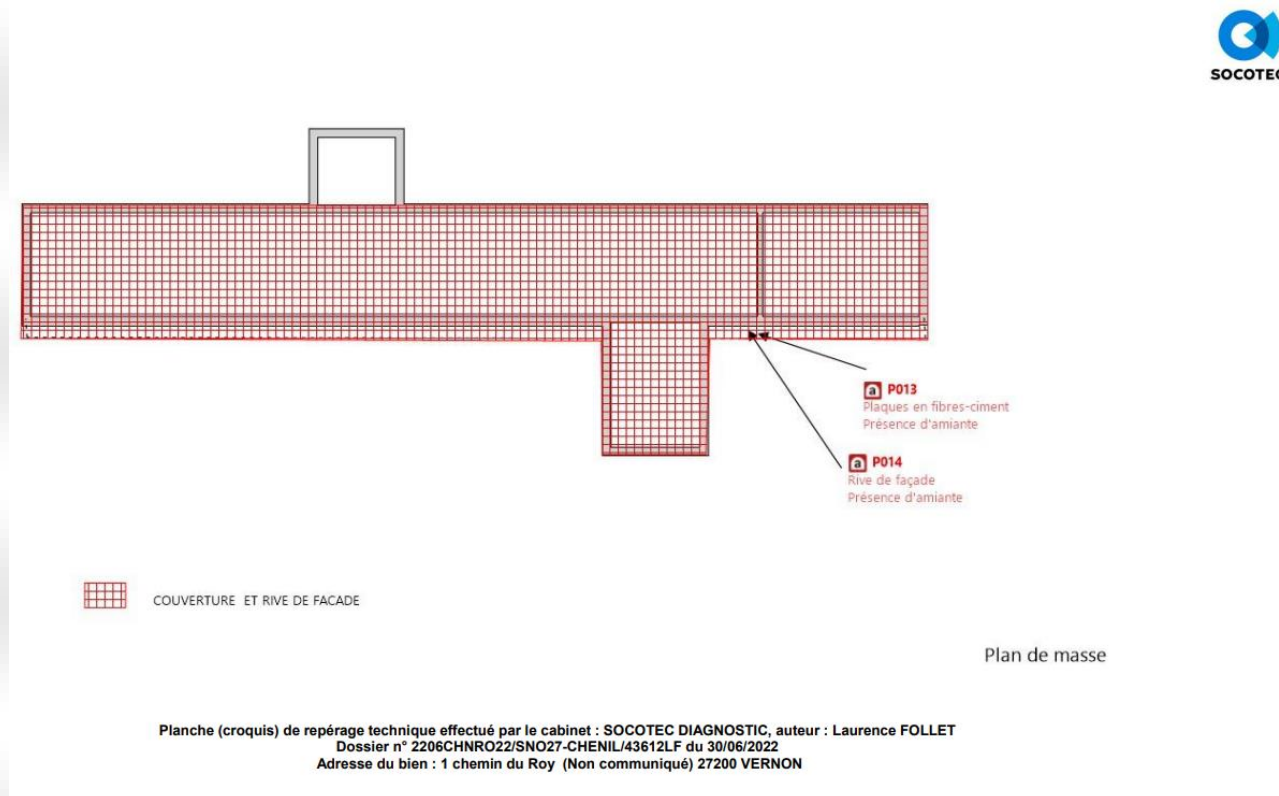 SOCOTEC
a P013
Plaques en fibres-ciment
Présence d'amiante
a P014
Rive de façade
Présence d'amiante
COUVERTURE ET RIVE DE FACADE
Plan de masse
Planche (croquis) de repérage technique effectué par le cabinet : SOCOTEC DIAGNOSTIC, auteur : Laurence FOLLET
Dossier n° 2206CHNRO22/SNO27-CHENIL/43612LF du 30/06/2022
Adresse du bien : 1 chemin du Roy (Non communiqué) 27200 VERNON